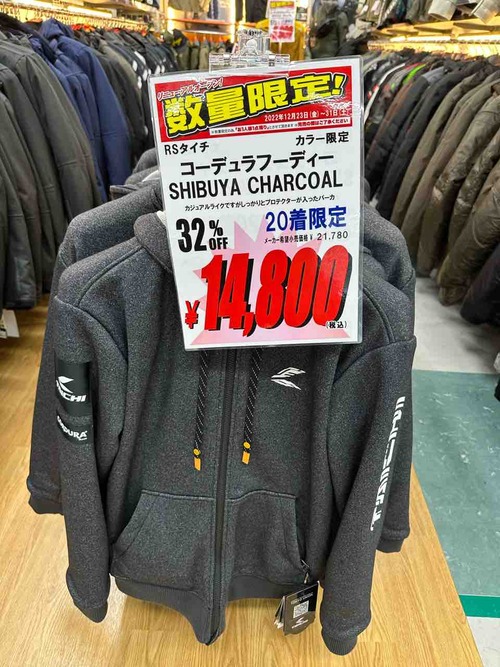 リニューアルオープン!
数量限定!
2022年12月23日(金)~31日(土)
RSタイチ
カラー限定
コーデュラフーディー
SHIBUYA CHARCOAL
カジュアルライクですがしっかりとプロテクターが入ったパーカ
32%OFF
20着限定
メーカー希望小売価格 ¥ 21,780
¥14,800
(税込)